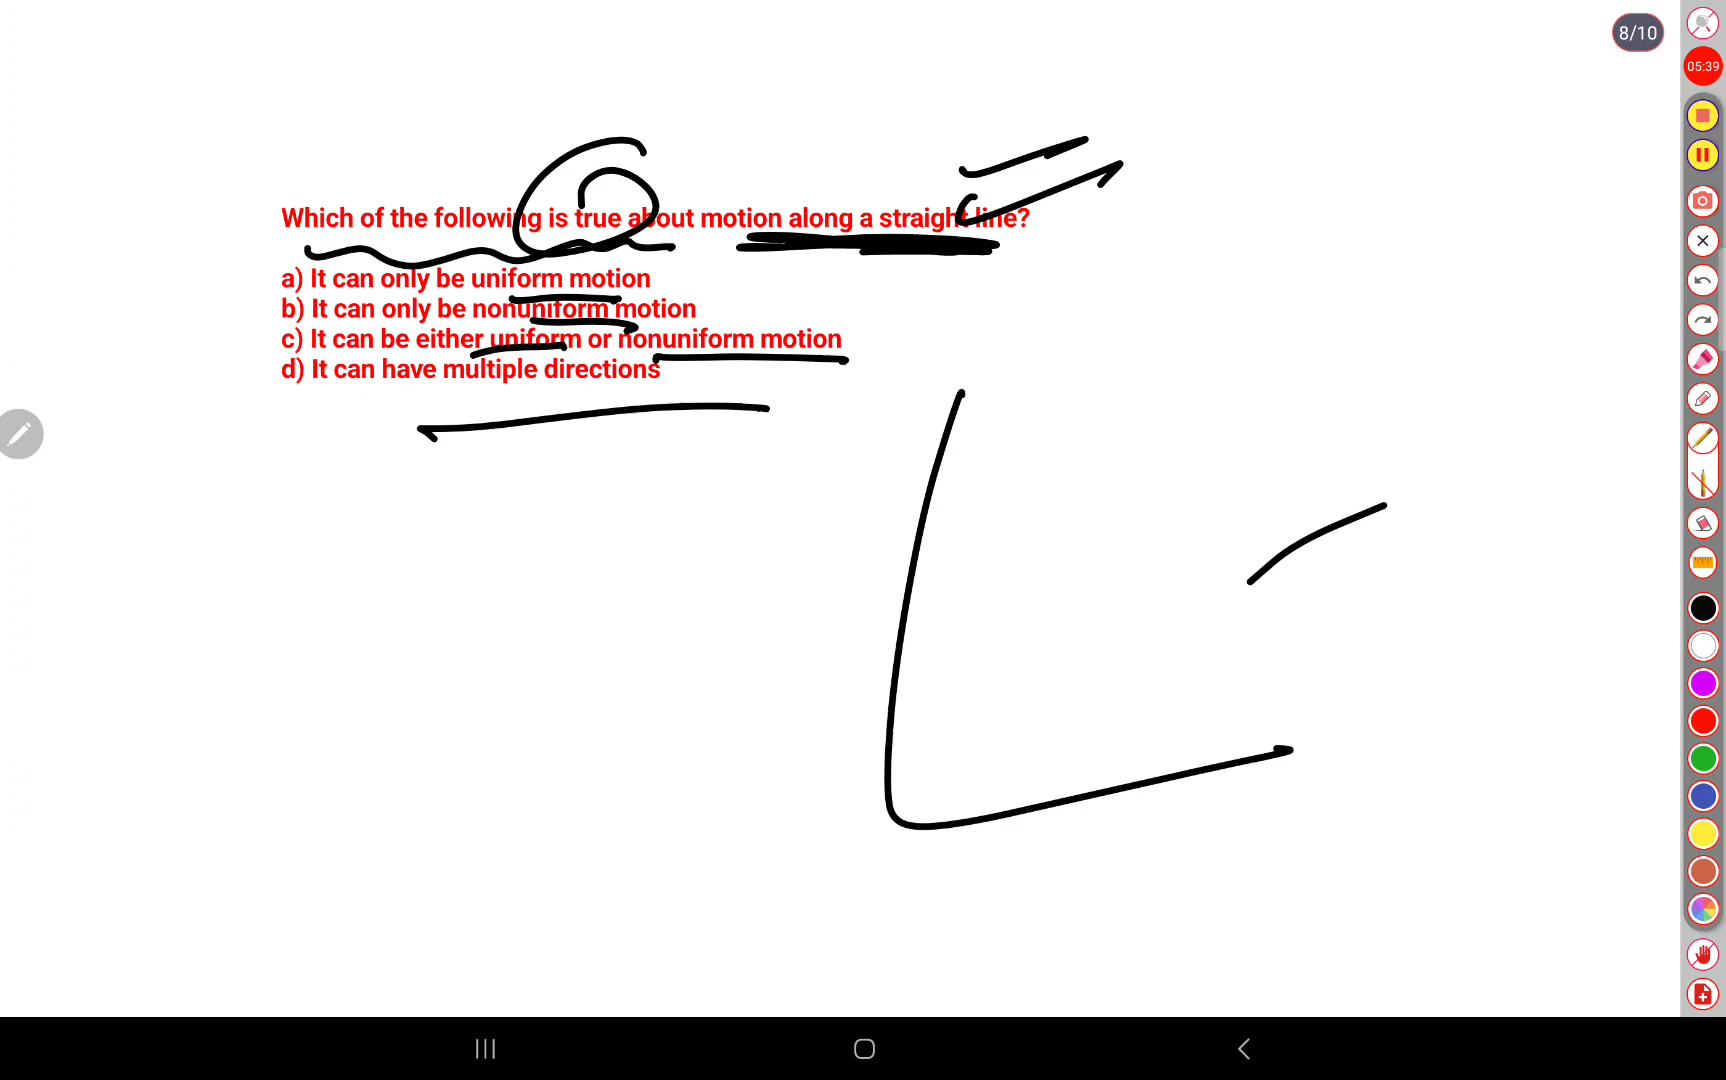 8/10
05:39
Which of the following is true about motion along a straight line?
a) It can only be uniform motion
b) It can only be nonuniform motion
c) It can be either uniform or nonuniform motion
d) It can have multiple directions